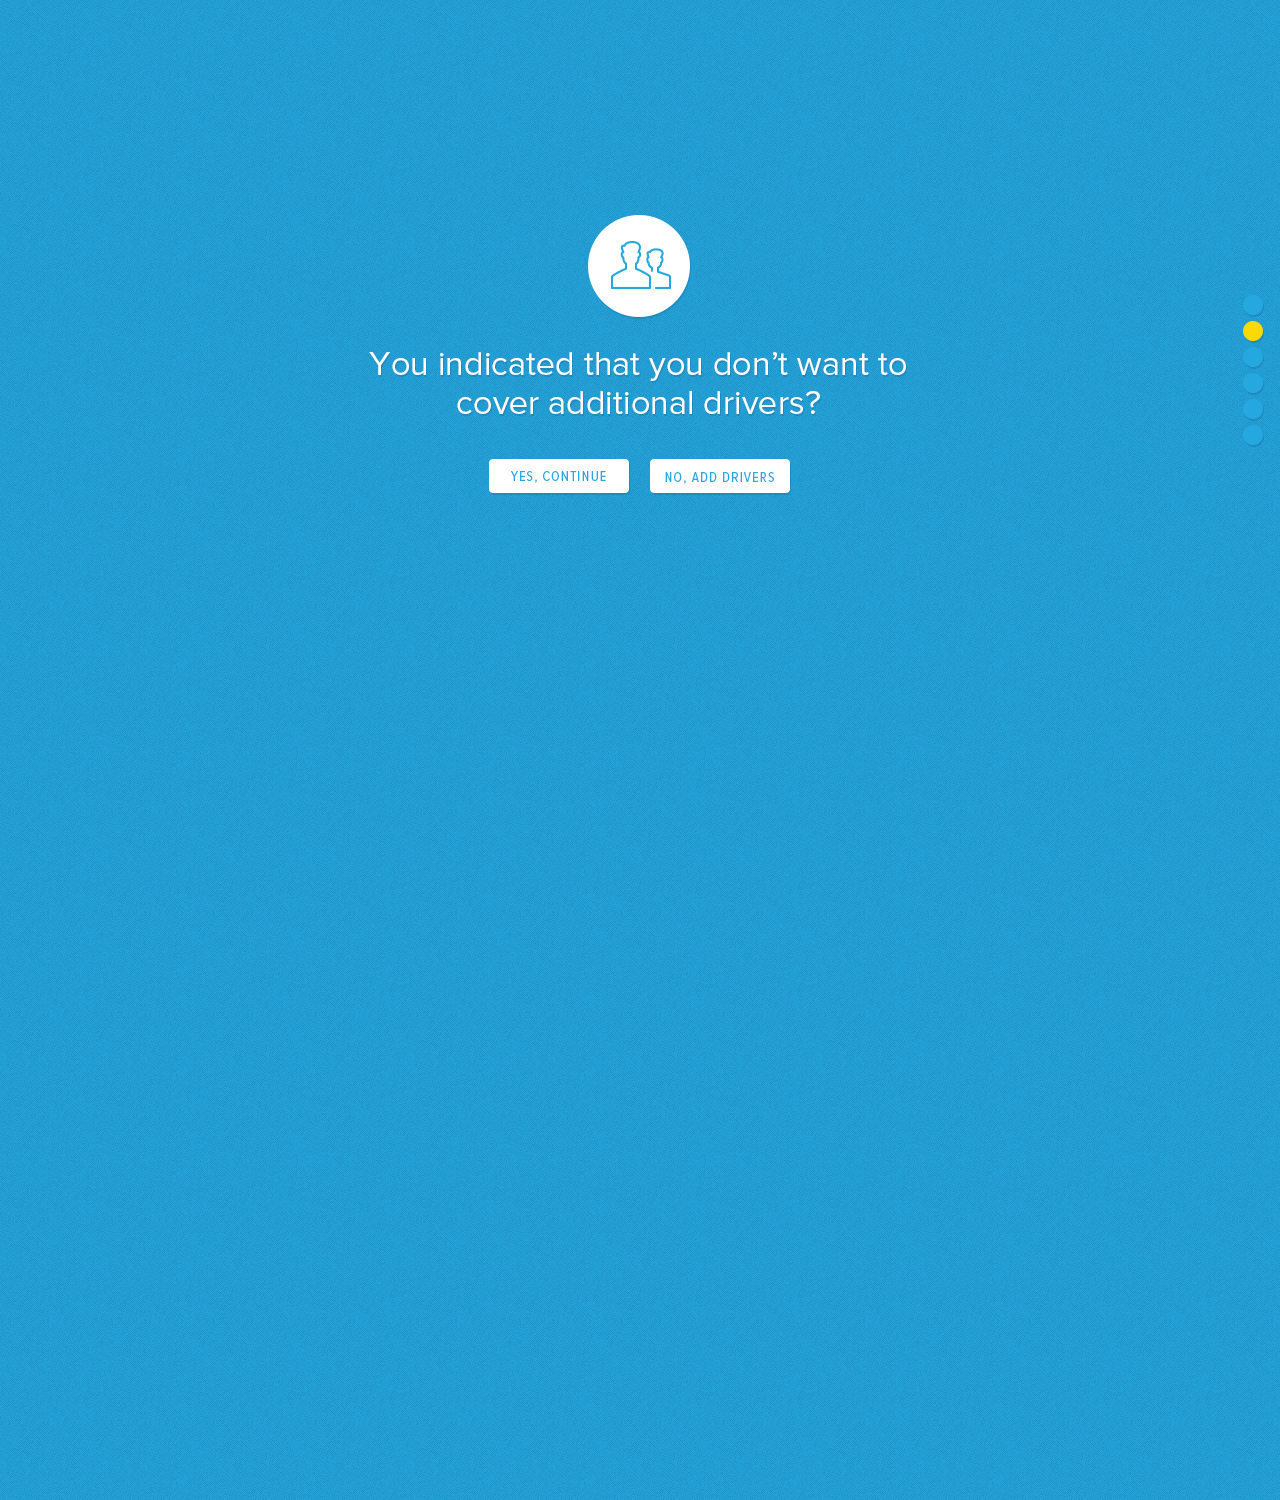 You indicated that you don’t want to
cover additional drivers?
YES, CONTINUE
NO, ADD DRIVERS